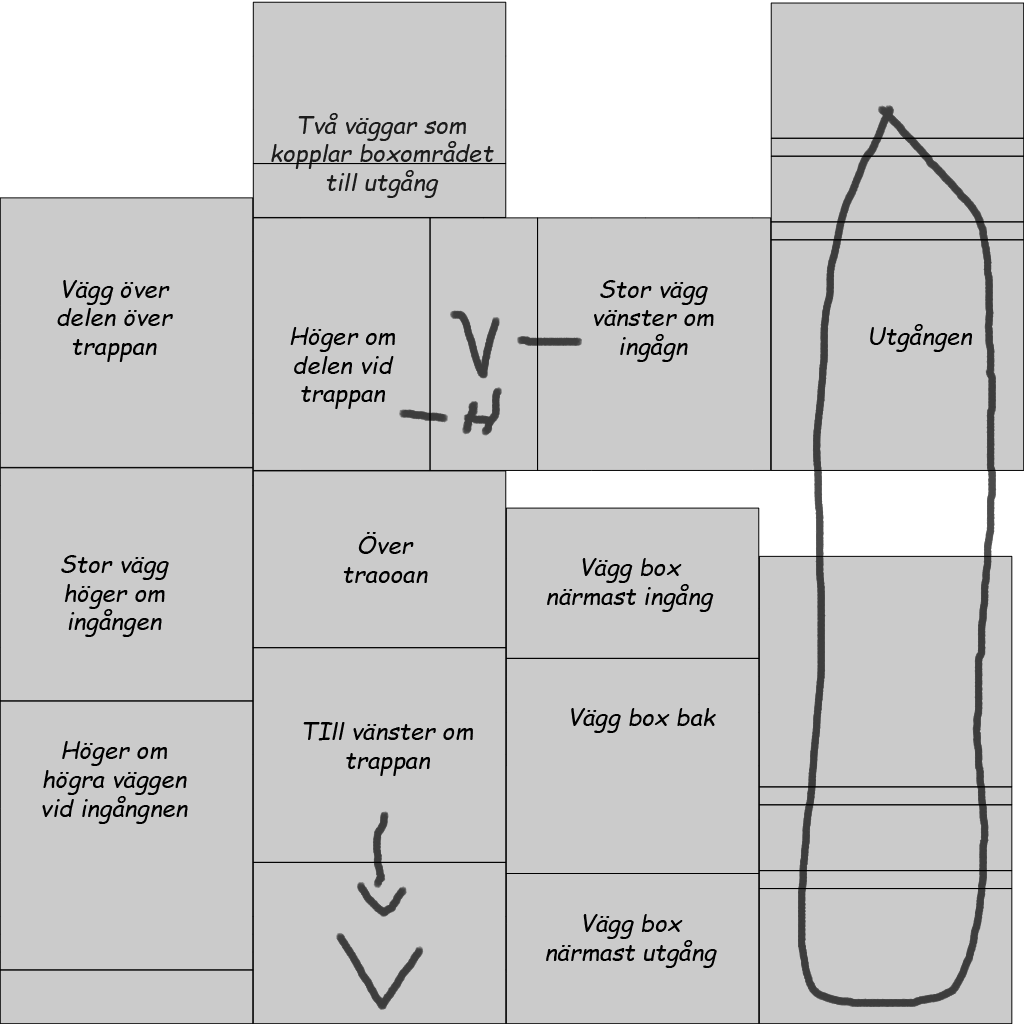 Två väggar som
kopplar boxområdet
till utgång
Vägg över
delen över
trappan
Höger om
delen vid
trappan
V
H
Stor vägg
vänster om
ingågn
Utgången
Stor vägg
höger om
ingången
Över
traooan
Vägg box
närmast ingång
Höger om
högra väggen
vid ingångnen
TIll vänster om
trappan
V
Vägg box bak
Vägg box
närmast utgång